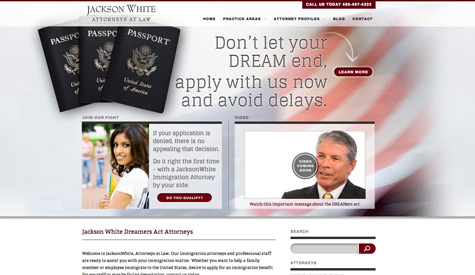 JACKSON WHITE
ATTORNEYS AT LAW
CALL US TODAY 480-467-4332
HOME PRACTICE AREAS ATTORNEY PROFILES BLOG CONTACT
PASSPORT
PASSPORT
PASSPORT
United States
of America
Don't let your
DREAM end,
apply with us now
and avoid delays.
LEARN MORE
JOIN OUR FIGHT
If your application
is denied, there is no
appealing that decision.
Do it right the first time
- with a JacksonWhite
Immigration Attorney
by your side.
DO YOU QUALIFY?
VIDEO
VIDEO
COMING
SOON
Watch this important message about the DREAMers act.
Jackson White Dreamers Act Attorneys
Welcome to JacksonWhite, Attorneys at Law. Our immigration attorneys and professional staff
are ready to assist you with your immigration matter. Whether you want to help a family
member or employee immigrate to the United States, desire to apply for an immigration benefit
SEARCH
ATTORNEYS